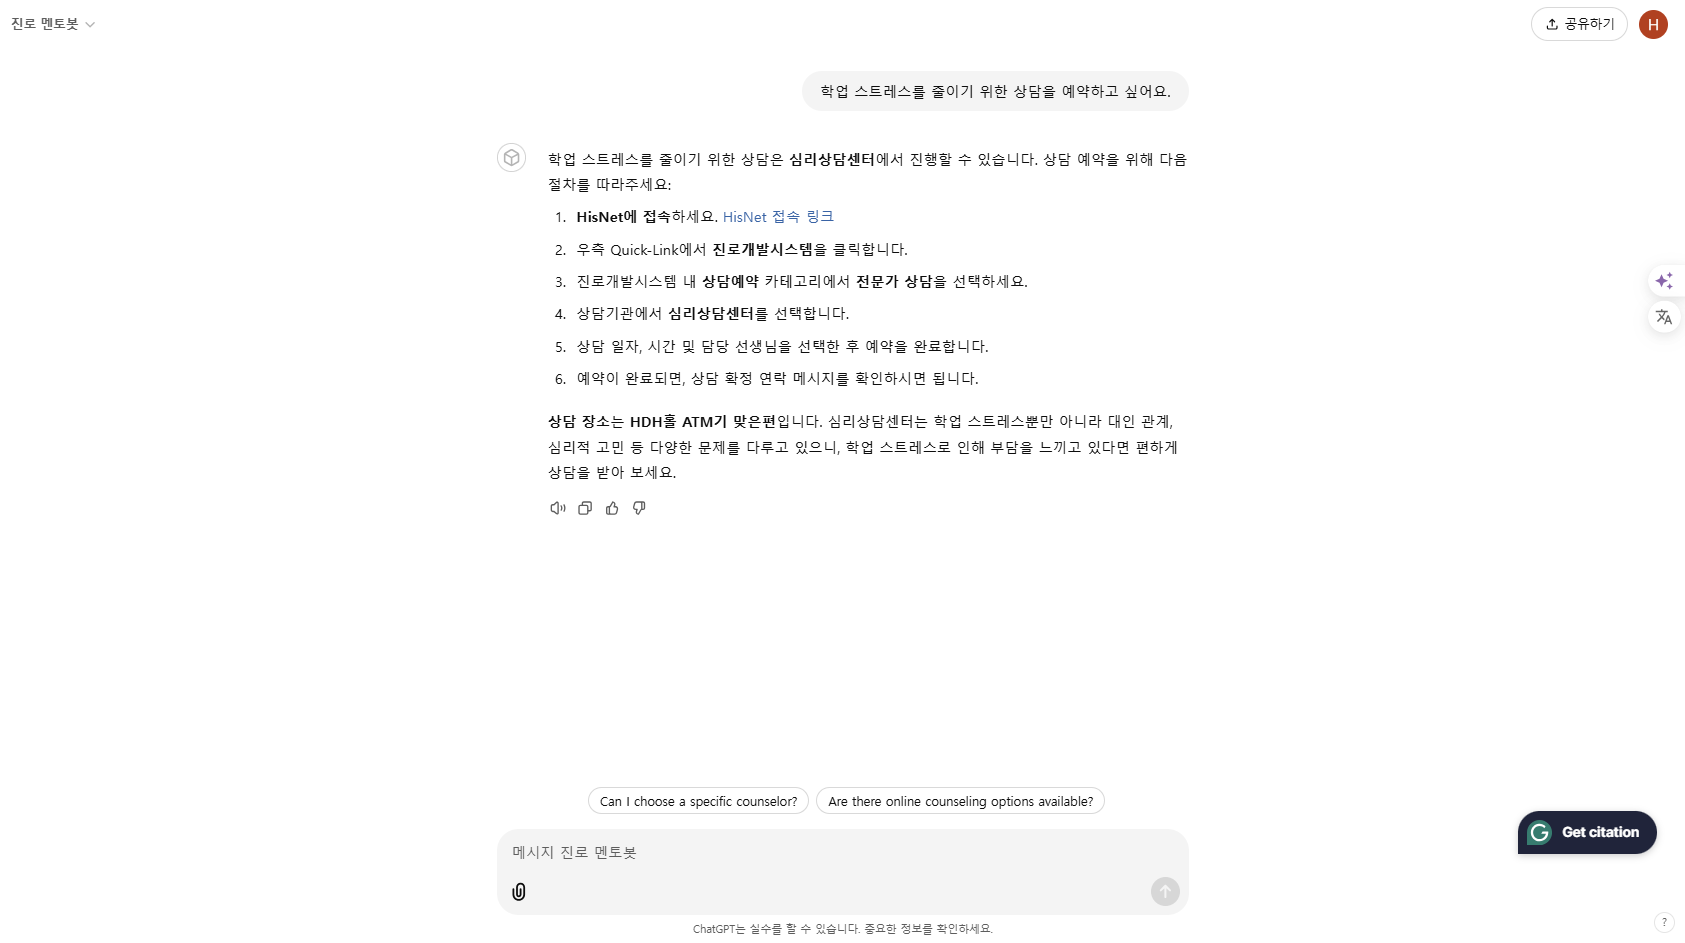 진로 멘토봇
공유하기
H
학업 스트레스를 줄이기 위한 상담을 예약하고 싶어요.
학업 스트레스를 줄이기 위한 상담은 심리상담센터에서 진행할 수 있습니다. 상담 예약을 위해 다음
절차를 따라주세요:
1. HisNet에 접속하세요. HisNet 접속 링크
2. 우측 Quick-Link에서 진로개발시스템을 클릭합니다.
3. 진로개발시스템 내 상담예약 카테고리에서 전문가 상담을 선택하세요.
4. 상담기관에서 심리상담센터를 선택합니다.
5. 상담 일자, 시간 및 담당 선생님을 선택한 후 예약을 완료합니다.
6. 예약이 완료되면, 상담 확정 연락 메시지를 확인하시면 됩니다.
상담 장소는 HDH홀 ATM기 맞은편입니다. 심리상담센터는 학업 스트레스뿐만 아니라 대인 관계,
심리적 고민 등 다양한 문제를 다루고 있으니, 학업 스트레스로 인해 부담을 느끼고 있다면 편하게
상담을 받아 보세요.
Can I choose a specific counselor?
Are there online counseling options available?
Get citation
메시지 진로 멘토봇
ChatGPT는 실수를 할 수 있습니다. 중요한 정보를 확인하세요.
?